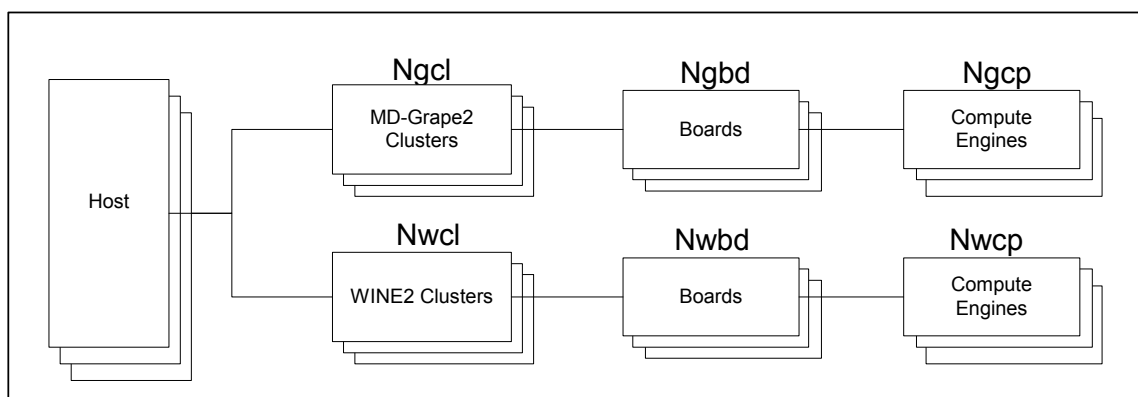 Ngcl
Ngbd
Ngcp
MD-Grape2
Clusters
Boards
Compute
Engines
Host
Nwcl
Nwbd
Nwcp
WINE2 Clusters
Boards
Compute
Engines